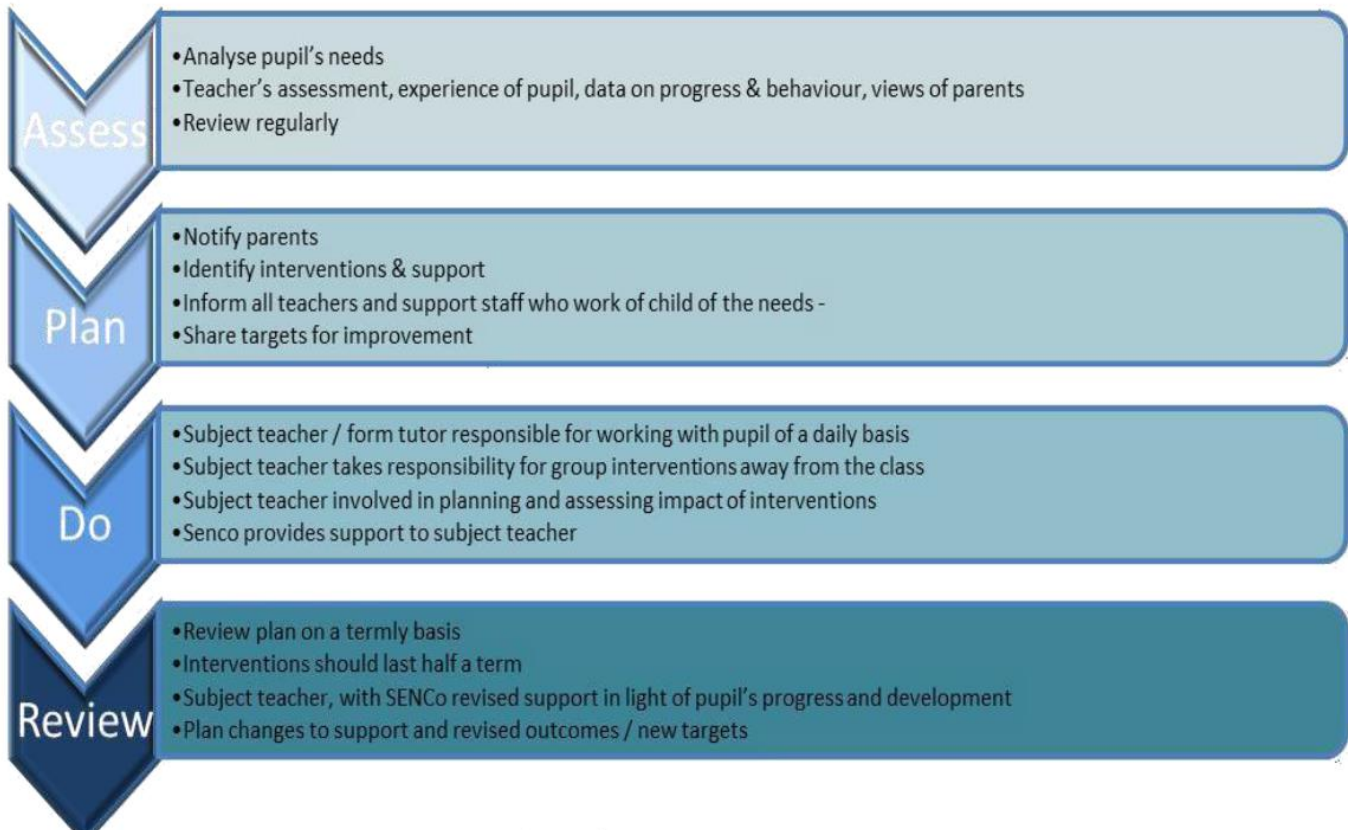 Assess
•Analyse pupil's needs
•Teacher's assessment, experience of pupil, data on progress & behaviour, views of parents
•Review regularly
Plan
•Notify parents
•Identify interventions & support
•Inform all teachers and support staff who work of child of the needs -
•Share targets for improvement
Do
•Subject teacher / form tutor responsible for working with pupil of a daily basis
•Subject teacher takes responsibility for group interventions away from the class
•Subject teacher involved in planning and assessing impact of interventions
•Senco provides support to subject teacher
Review
•Review plan on a termly basis
•Interventions should last half a term
•Subject teacher, with SENCo revised support in light of pupil's progress and development
•Plan changes to support and revised outcomes / new targets